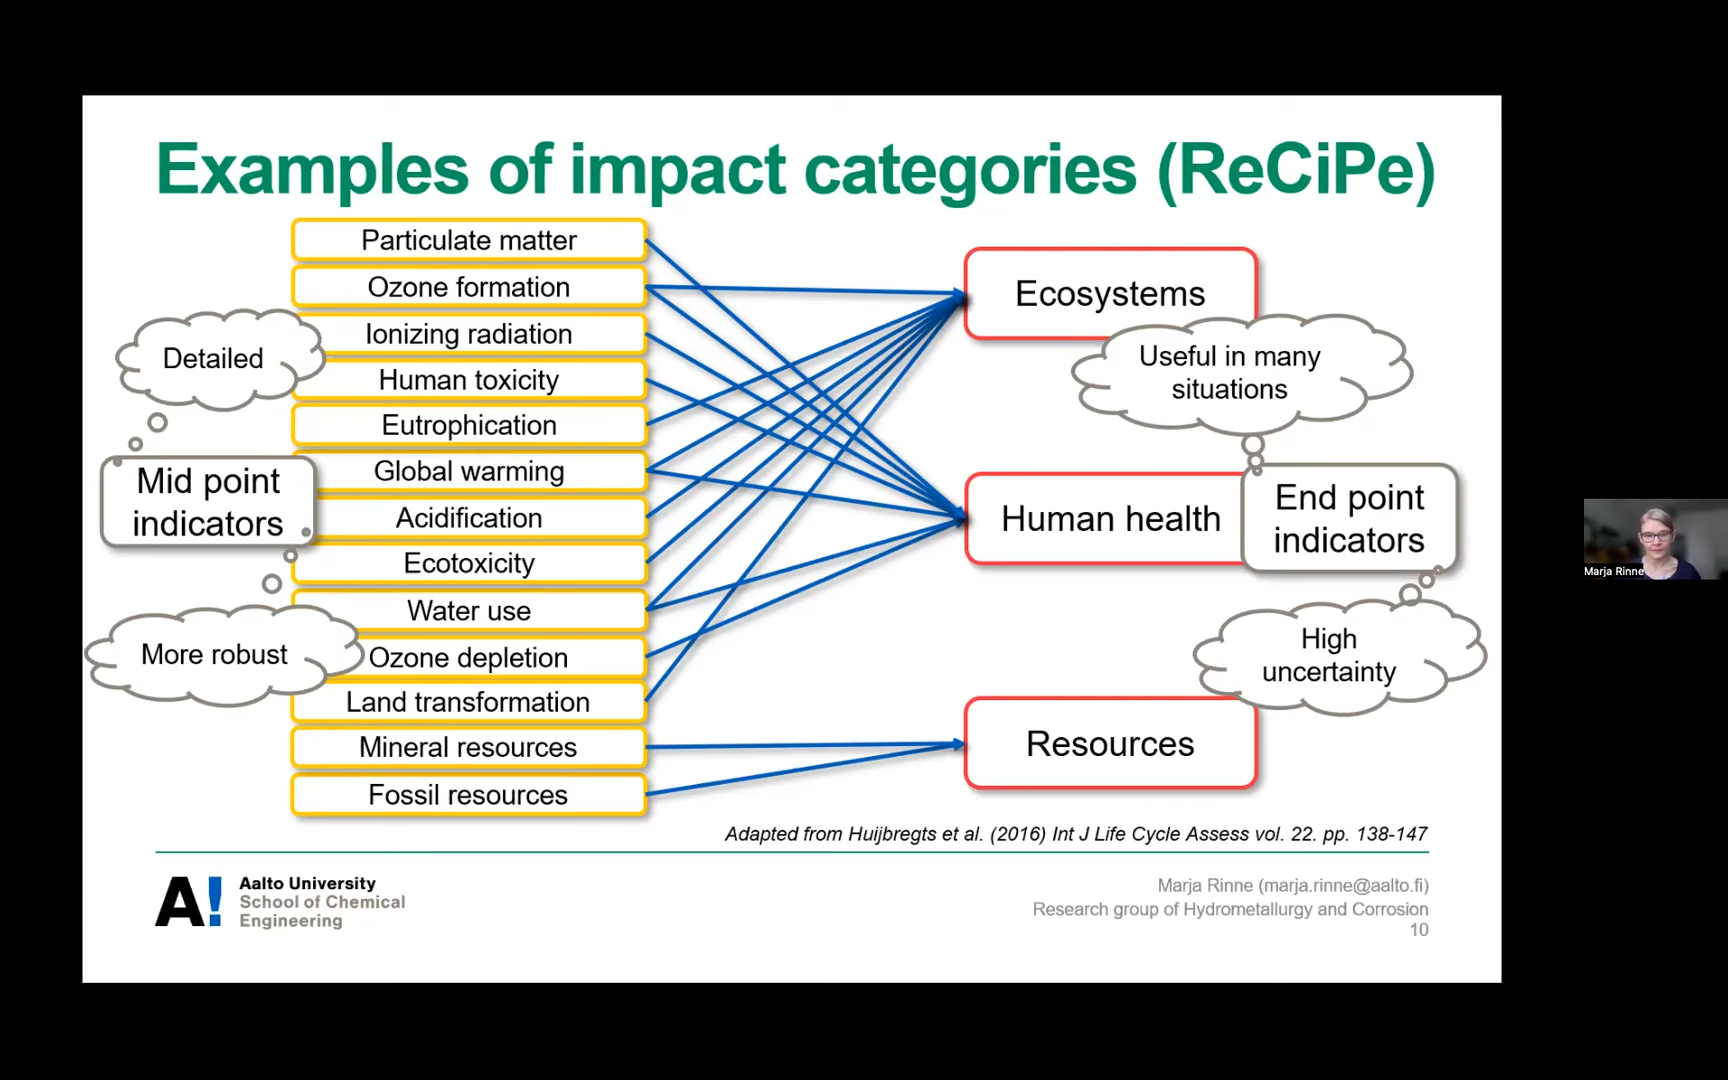 Examples of impact categories (ReCiPe)
Particulate matter
Ozone formation
Ionizing radiation
Human toxicity
Eutrophication
Global warming
Acidification
Ecotoxicity
Water use
Ozone depletion
Land transformation
Mineral resources
Fossil resources
Detailed
Mid point
indicators
More robust
Ecosystems
Useful in many
situations
Human health
End point
indicators
High
uncertainty
Resources
Adapted from Huijbregts et al. (2016) Int J Life Cycle Assess vol. 22. pp. 138-147
A!
Aalto University
School of Chemical
Engineering
Marja Rinne (marja.rinne@aalto.fi)
Research group of Hydrometallurgy and Corrosion
10
Marja Rinne